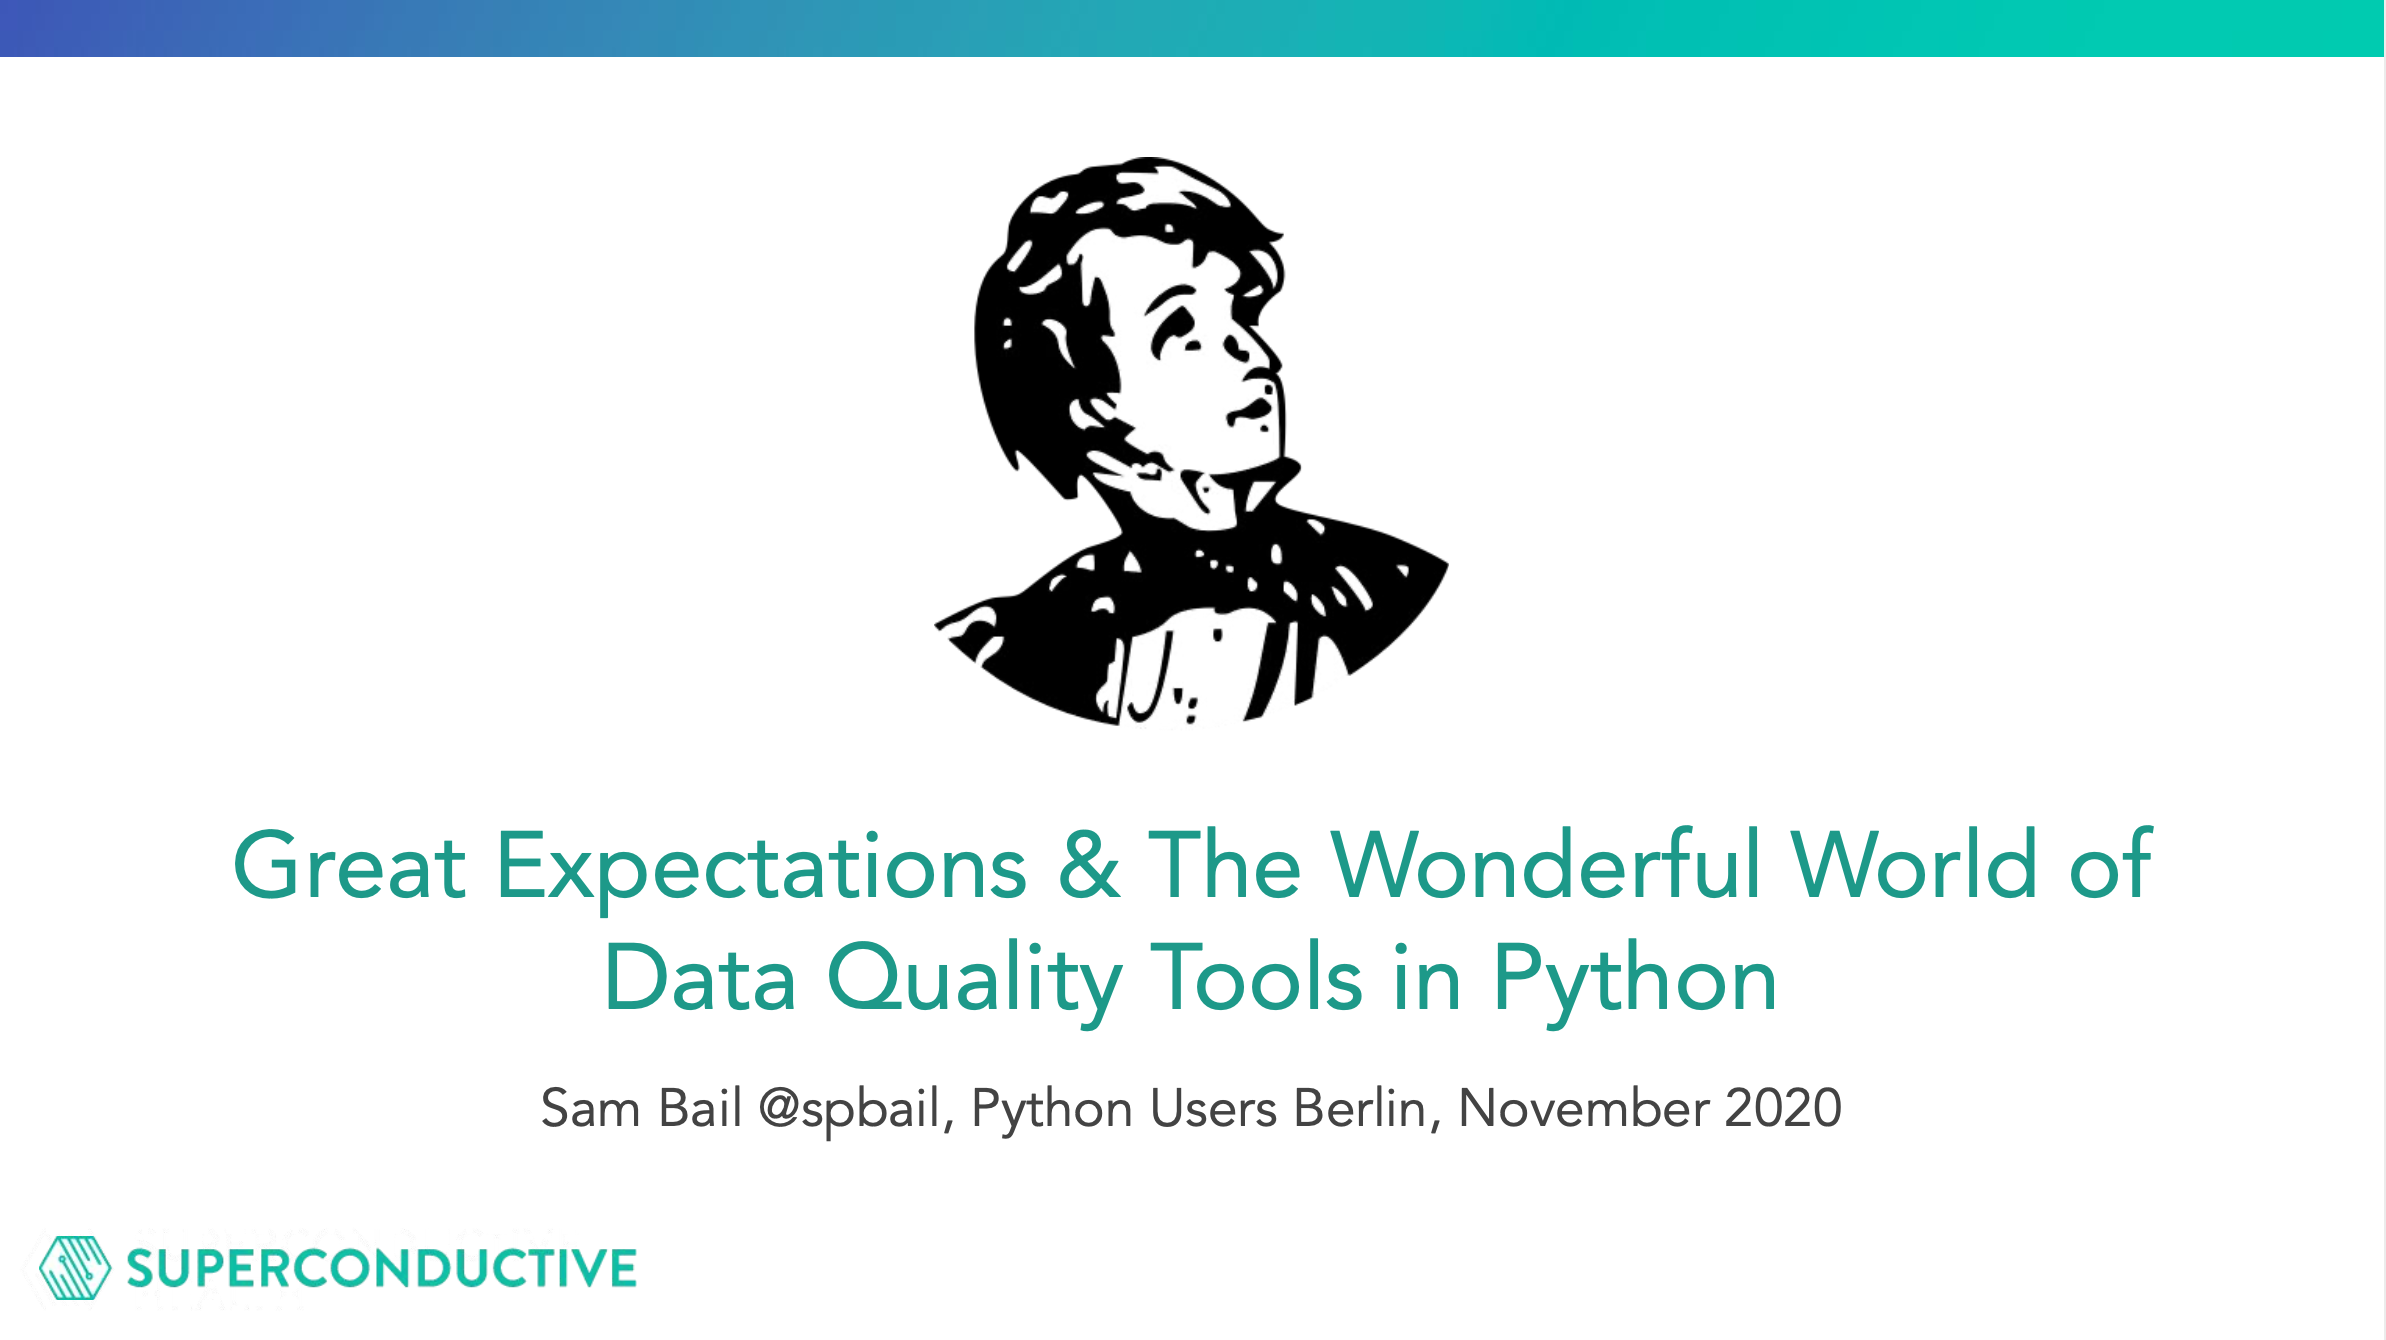 Great Expectations & The Wonderful World of
Data Quality Tools in Python
Sam Bail @spbail, Python Users Berlin, November 2020
SUPERCONDUCTIVE